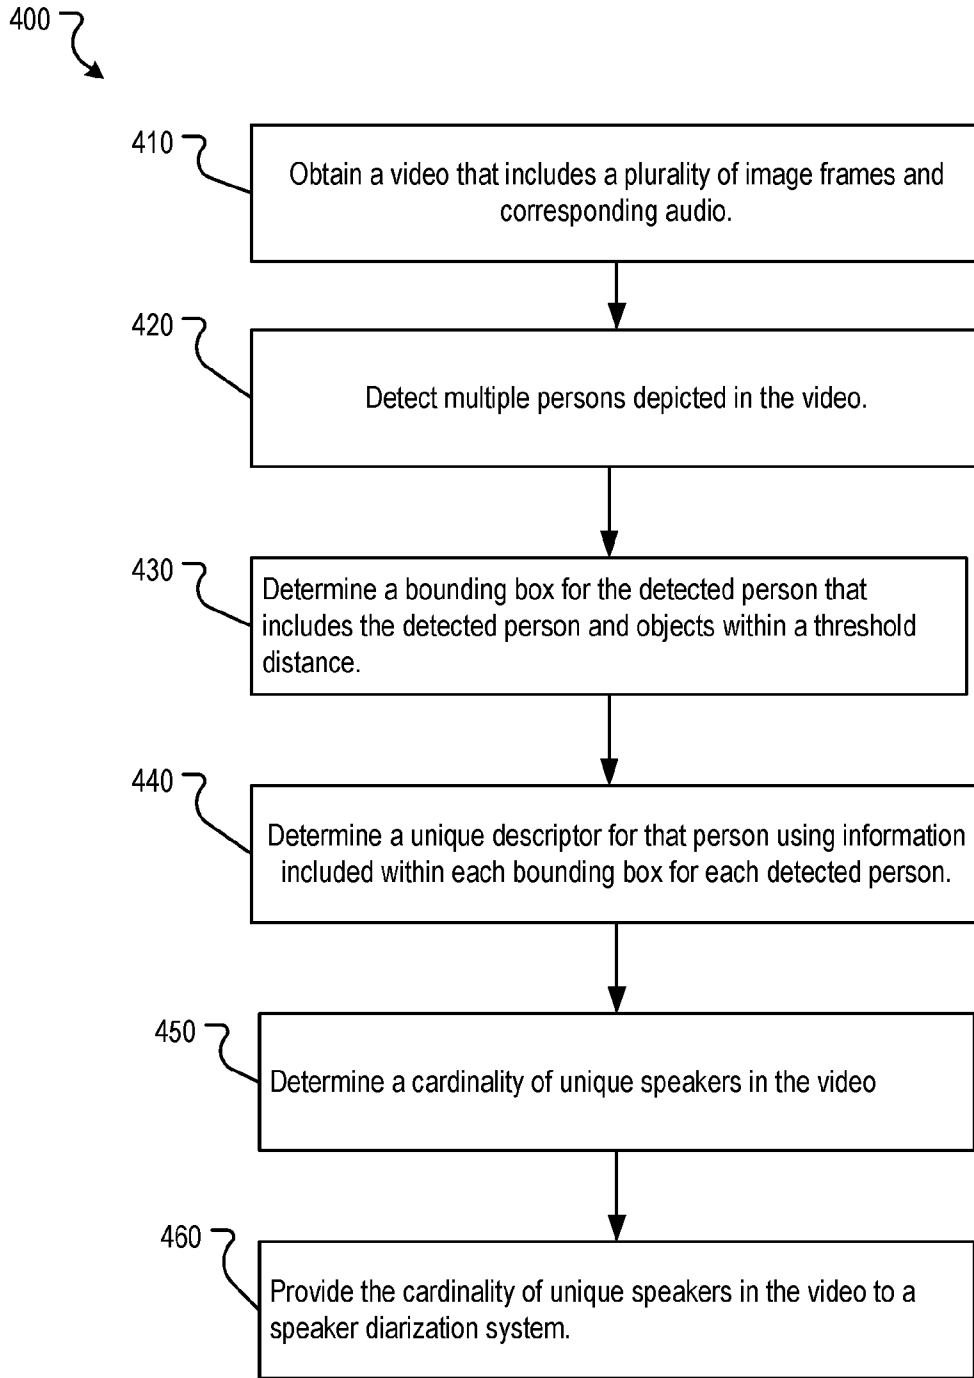 400
410
Obtain a video that includes a plurality of image frames and
corresponding audio.
420
Detect multiple persons depicted in the video.
430
Determine a bounding box for the detected person that
includes the detected person and objects within a threshold
distance.
440
Determine a unique descriptor for that person using information
included within each bounding box for each detected person.
450
Determine a cardinality of unique speakers in the video
460
Provide the cardinality of unique speakers in the video to a
speaker diarization system.